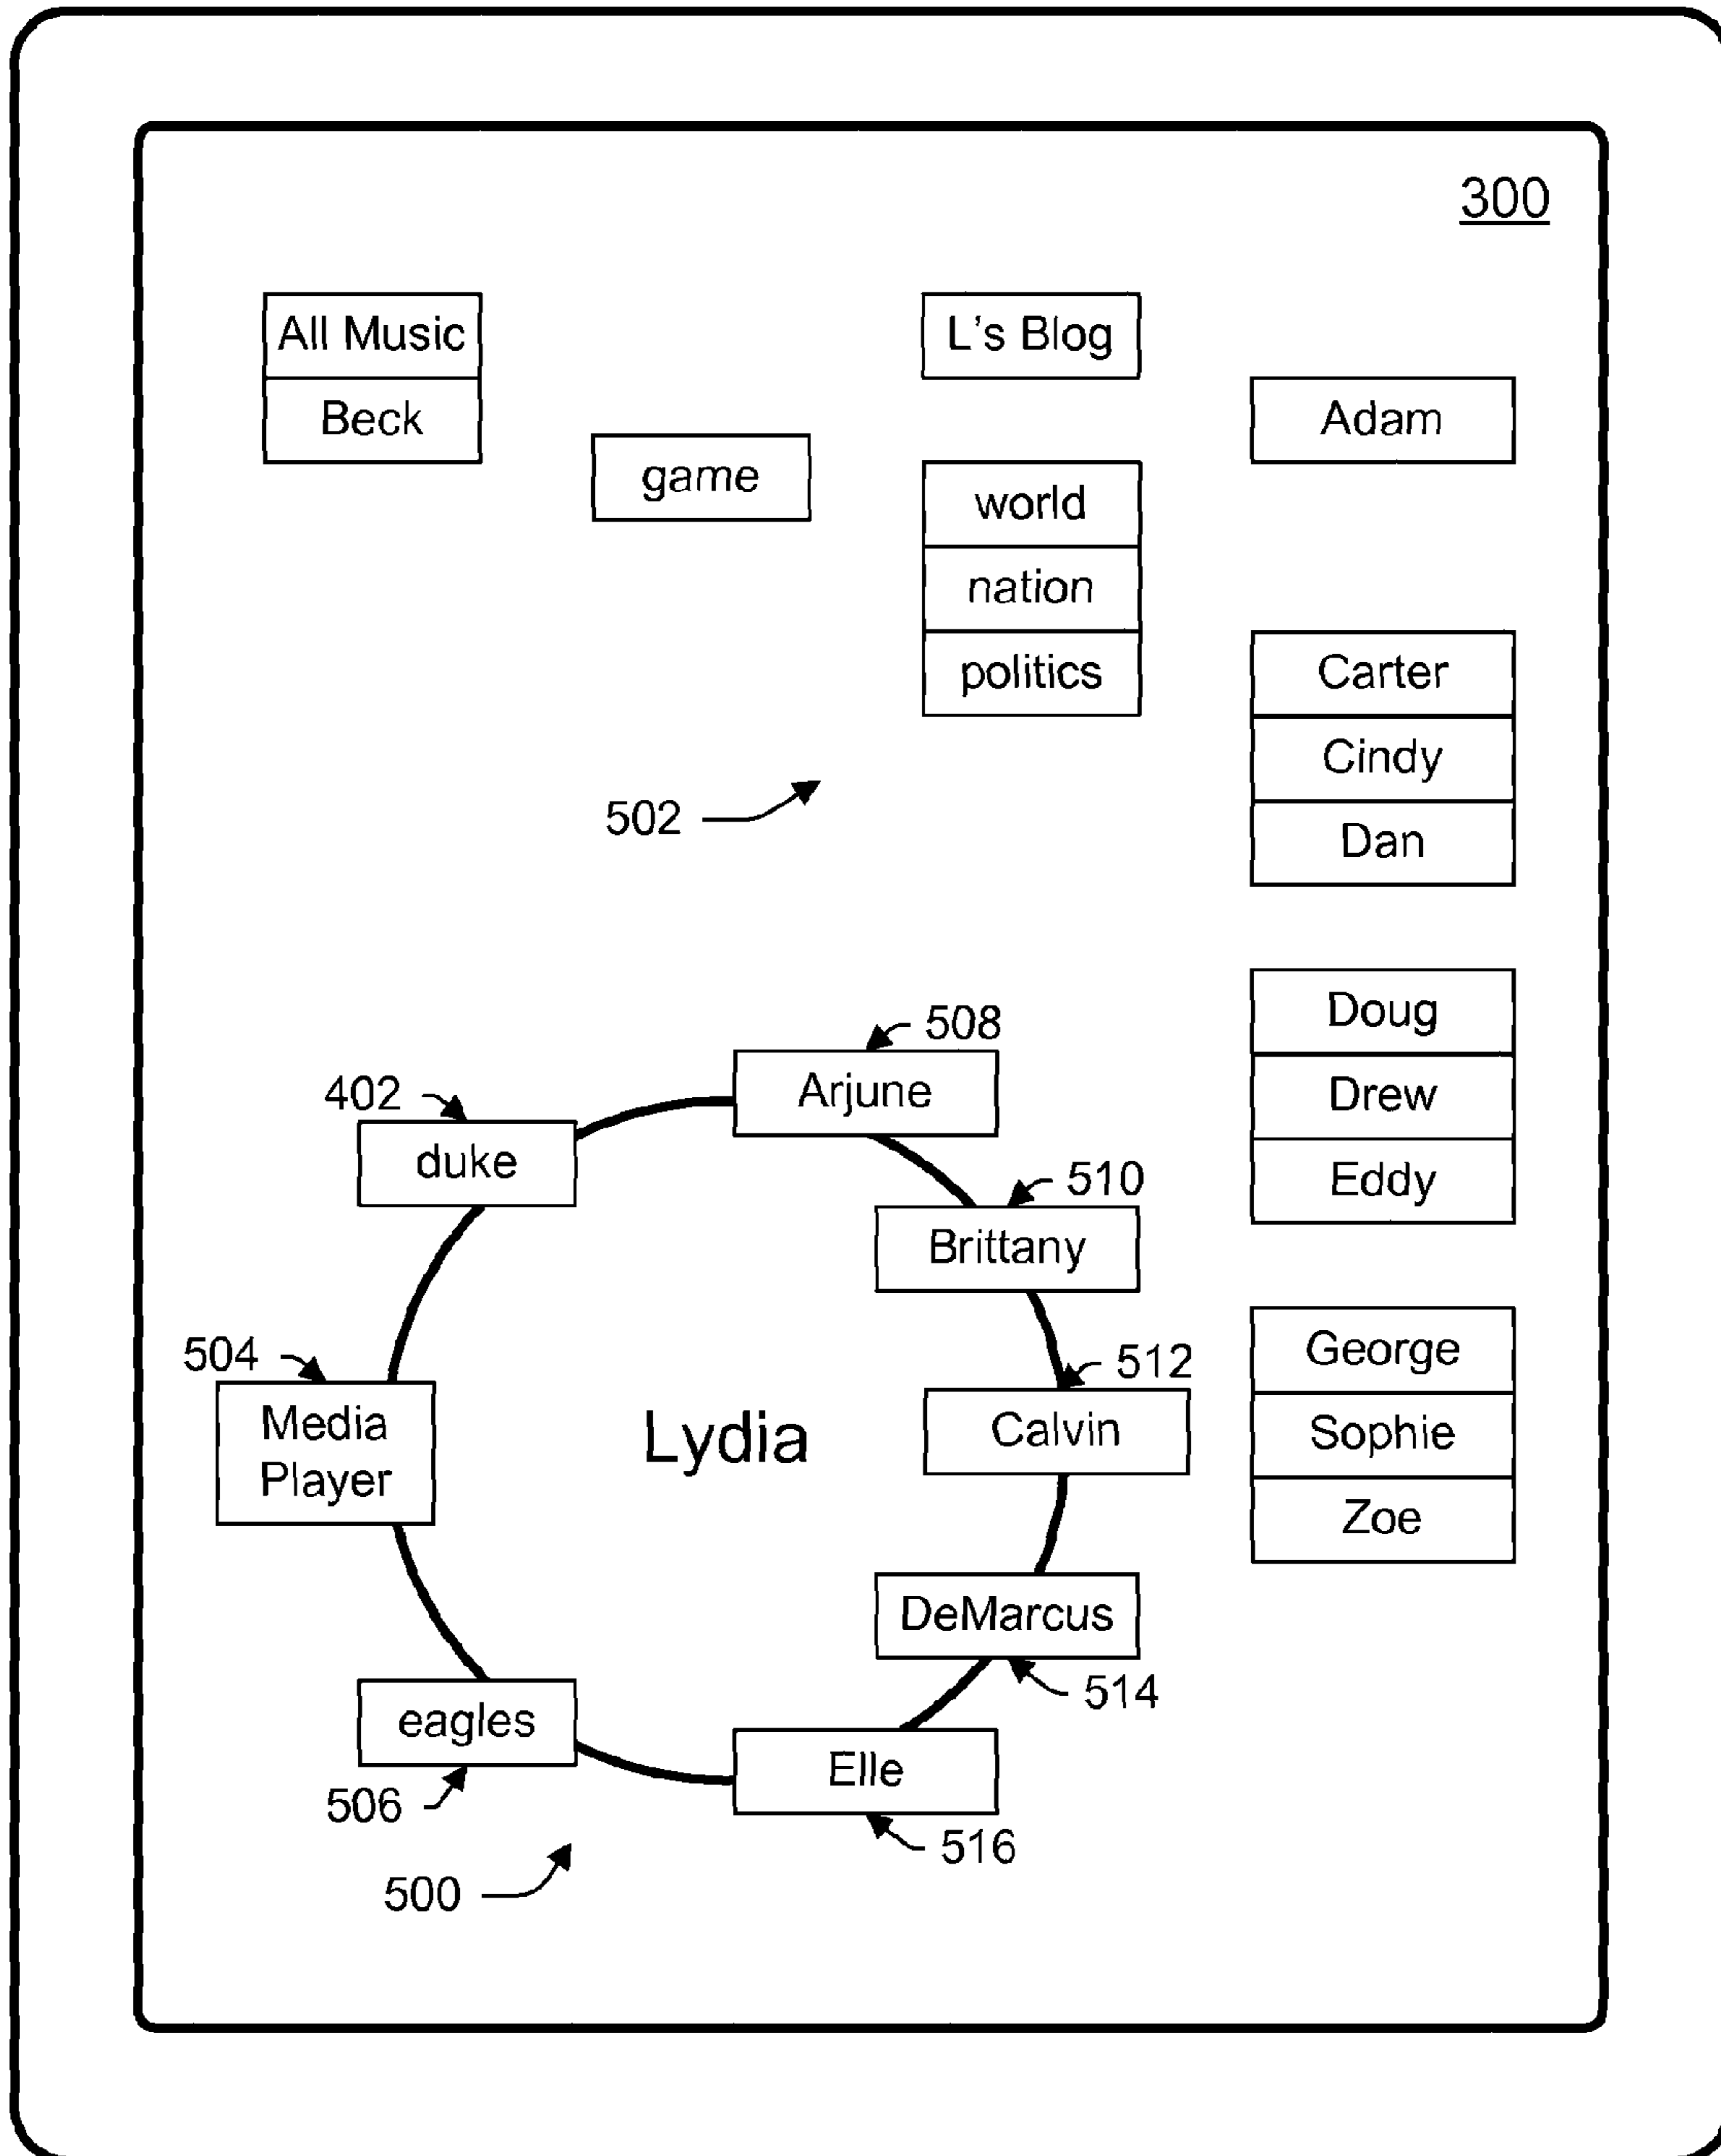 300
All Music
Beck
game
L's Blog
world
nation
politics
Adam
Carter
Cindy
Dan
502
Doug
Drew
Eddy
George
Sophie
Zoe
508
Arjune
402
duke
510
Brittany
504
Media
Player
Lydia
512
Calvin
DeMarcus
514
eagles
506
Elle
516
500